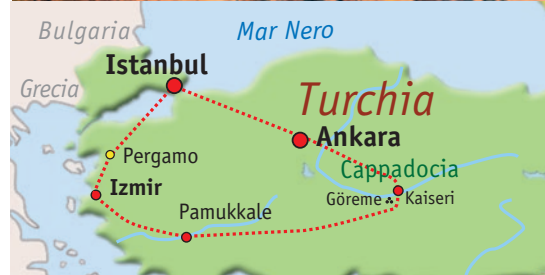 Bulgaria
Mar Nero
Istanbul
Grecia
Turchia
Ankara
Pergamo
Cappadocia
Izmir
Göreme
Kaiseri
Pamukkale